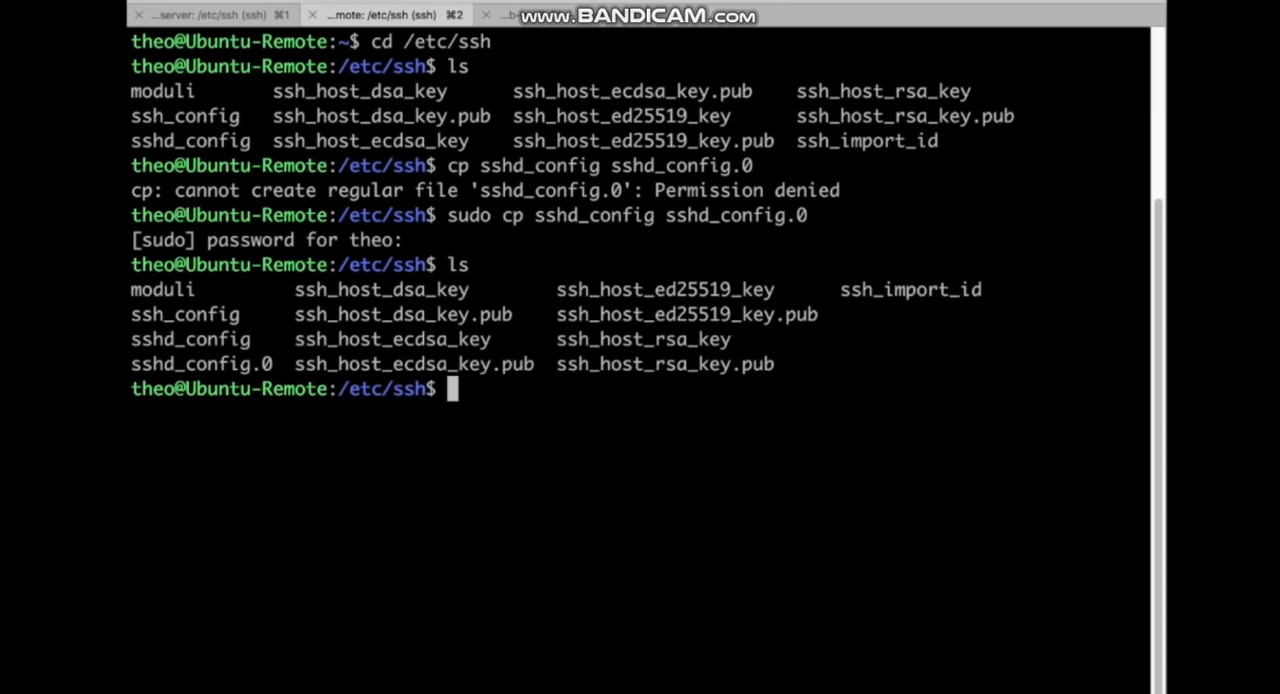 ...server: /etc/ssh (ssh) ⌘1 ...mote: /etc/ssh (ssh) ⌘2
www.BANDICAM.com
theo@Ubuntu-Remote:~$ cd /etc/ssh
theo@Ubuntu-Remote:/etc/ssh$ ls
moduli ssh_host_dsa_key ssh_host_ecdsa_key.pub ssh_host_rsa_key
ssh_config ssh_host_dsa_key.pub ssh_host_ed25519_key ssh_host_rsa_key.pub
sshd_config ssh_host_ecdsa_key ssh_host_ed25519_key.pub ssh_import_id
theo@Ubuntu-Remote:/etc/ssh$ cp sshd_config sshd_config.0
cp: cannot create regular file 'sshd_config.0': Permission denied
theo@Ubuntu-Remote:/etc/ssh$ sudo cp sshd_config sshd_config.0
[sudo] password for theo:
theo@Ubuntu-Remote:/etc/ssh$ ls
moduli ssh_host_dsa_key ssh_host_ed25519_key ssh_import_id
ssh_config ssh_host_dsa_key.pub ssh_host_ed25519_key.pub
sshd_config ssh_host_ecdsa_key ssh_host_rsa_key
sshd_config.0 ssh_host_ecdsa_key.pub ssh_host_rsa_key.pub
theo@Ubuntu-Remote:/etc/ssh$